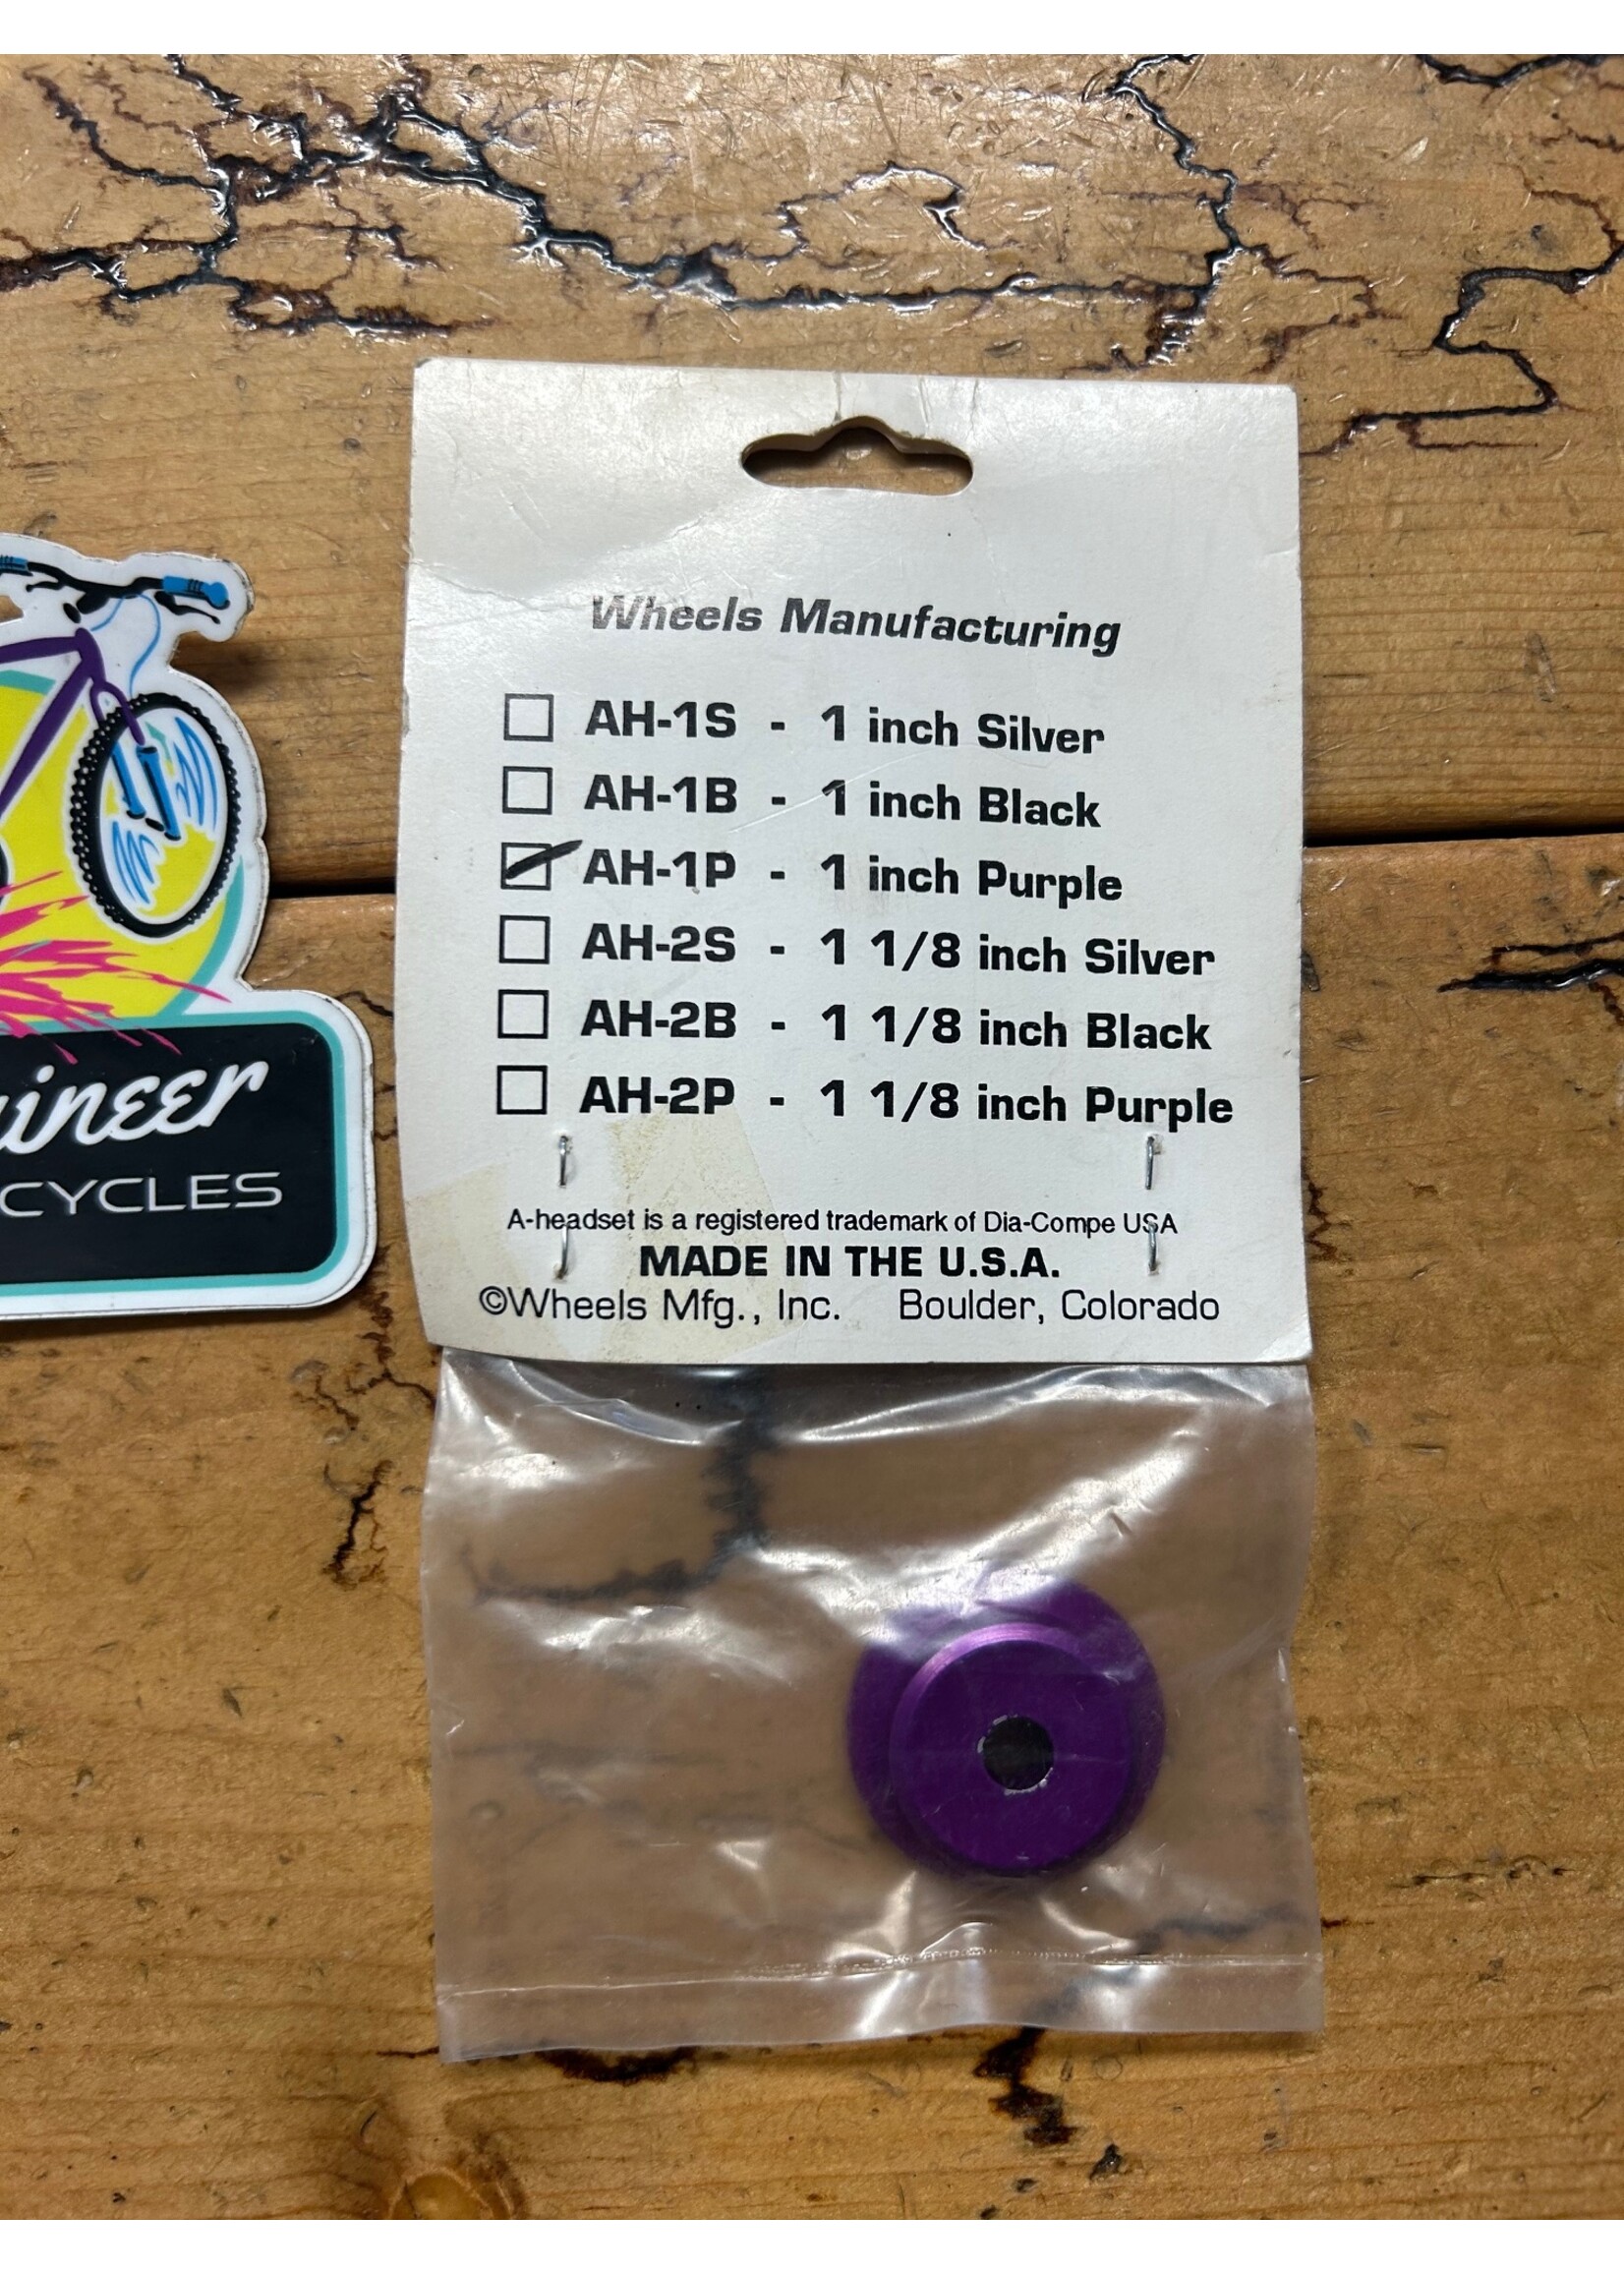 Wheels Manufacturing
AH-1S - 1 inch Silver
AH-1B - 1 inch Black
AH-1P - 1 inch Purple
AH-2S - 1 1/8 inch Silver
AH-2B - 1 1/8 inch Black
AH-2P - 1 1/8 inch Purple
A-headset is a registered trademark of Dia-Compe USA
MADE IN THE U.S.A.
©Wheels Mfg., Inc. Boulder, Colorado
CYCLES